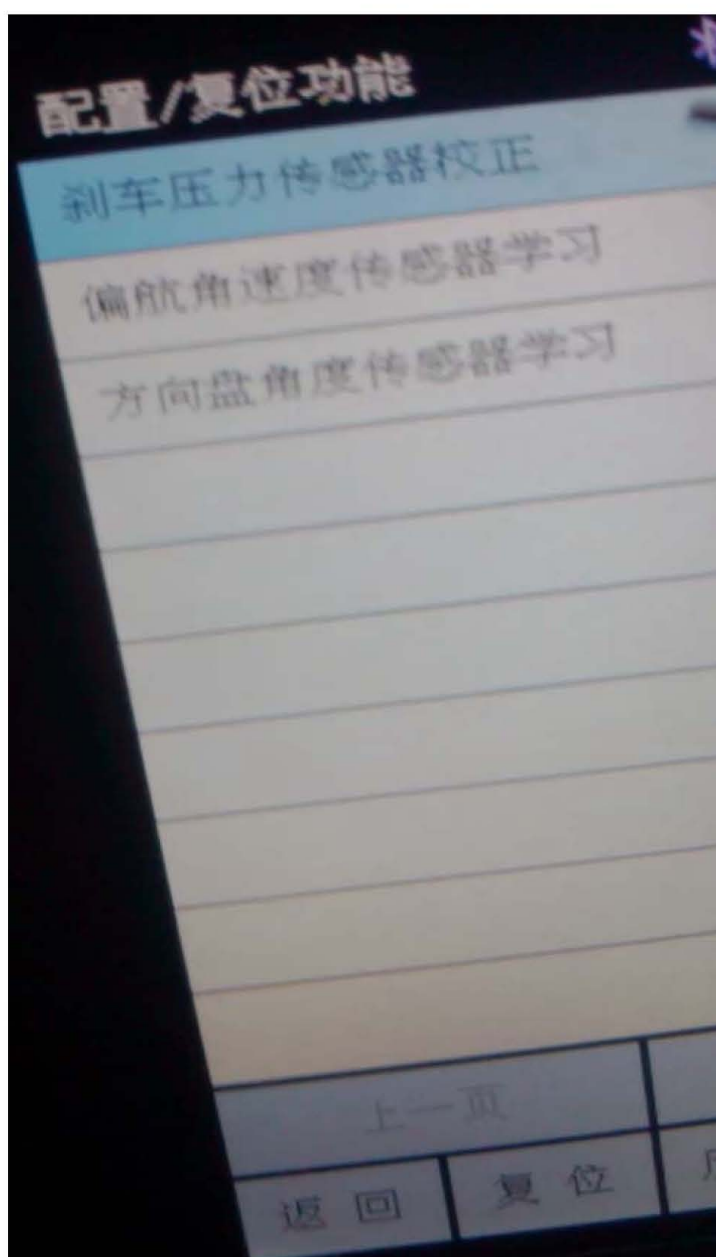 配置/复位功能
刹车压力传感器校正
偏航角速度传感器学习
方向盘角度传感器学习
上一页
返 回
复 位